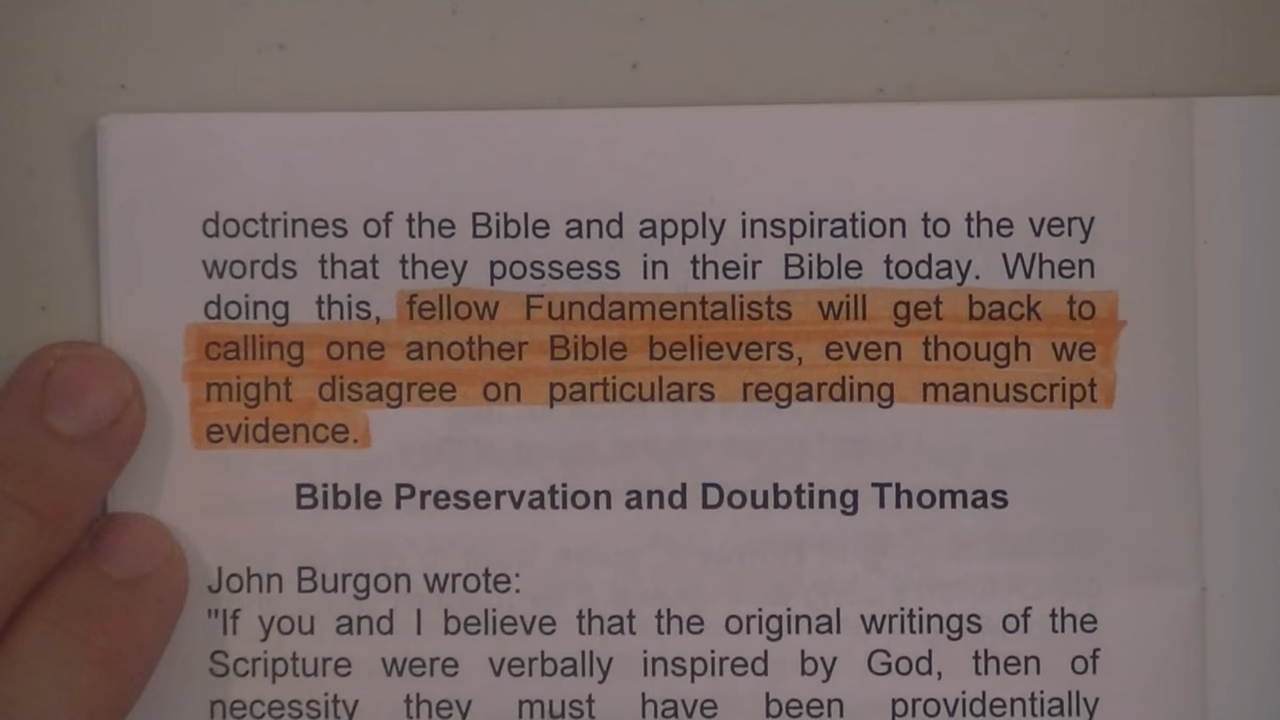 doctrines of the Bible and apply inspiration to the very
words that they possess in their Bible today. When
doing this, fellow Fundamentalists will get back to
calling one another Bible believers, even though we
might disagree on particulars regarding manuscript
evidence.
Bible Preservation and Doubting Thomas
John Burgon wrote:
"If you and I believe that the original writings of the
Scripture were verbally inspired by God, then of
necessity they must have been providentially